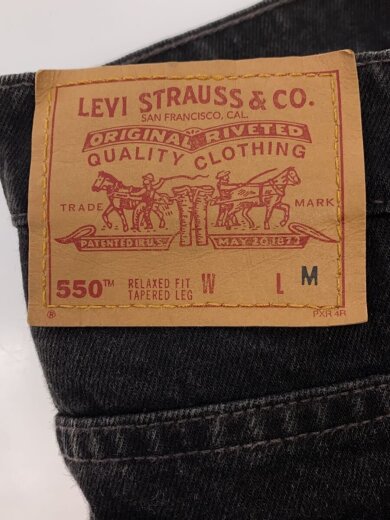 LEVI STRAUSS & CO.
SAN FRANCISCO, CAL.
ORIGINAL RIVETED
QUALITY CLOTHING
TRADE MARK
PATENTED IN U.S. MAY 20 1873
550™ RELAXED FIT W L M
TAPERED LEG
® PXR 4R